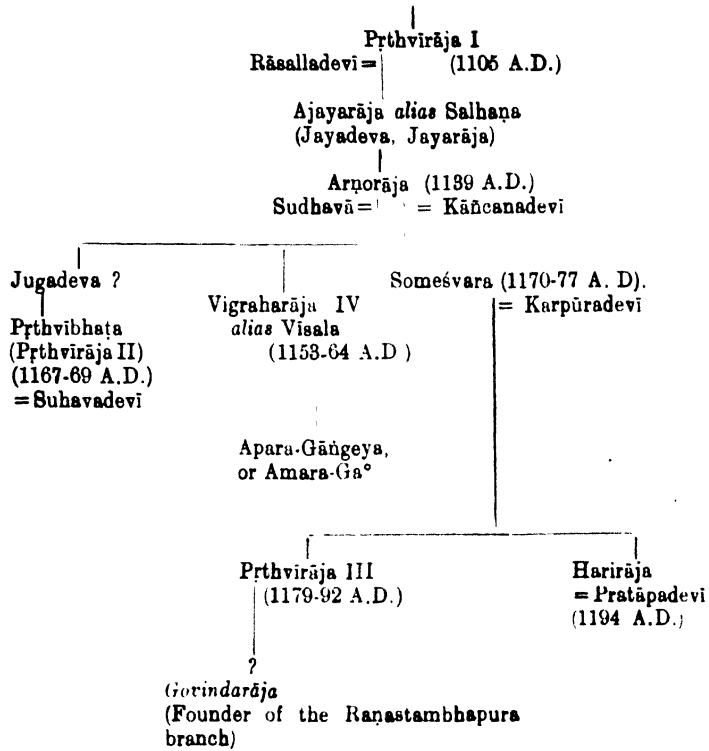 Pṛthvīrāja I
Rāsalladevī = (1105 A.D.)
Ajayarāja alias Salhaṇa
(Jayadeva, Jayarāja)
Arṇorāja (1139 A.D.)
Sudhavā = = Kāñcanadevī
Jugadeva ?
Pṛthvībhaṭa
(Pṛthvīrāja II)
(1167-69 A.D.)
= Suhavadevī
Vigraharāja IV
alias Visala
(1153-64 A.D )
Someśvara (1170-77 A. D).
= Karpūradevī
Apara-Gāṅgeya,
or Amara-Ga°
Pṛthvīrāja III
(1179-92 A.D.)
Harirāja
= Pratāpadevī
(1194 A.D.)
?
Govindarāja
(Founder of the Raṇastambhapura
branch)